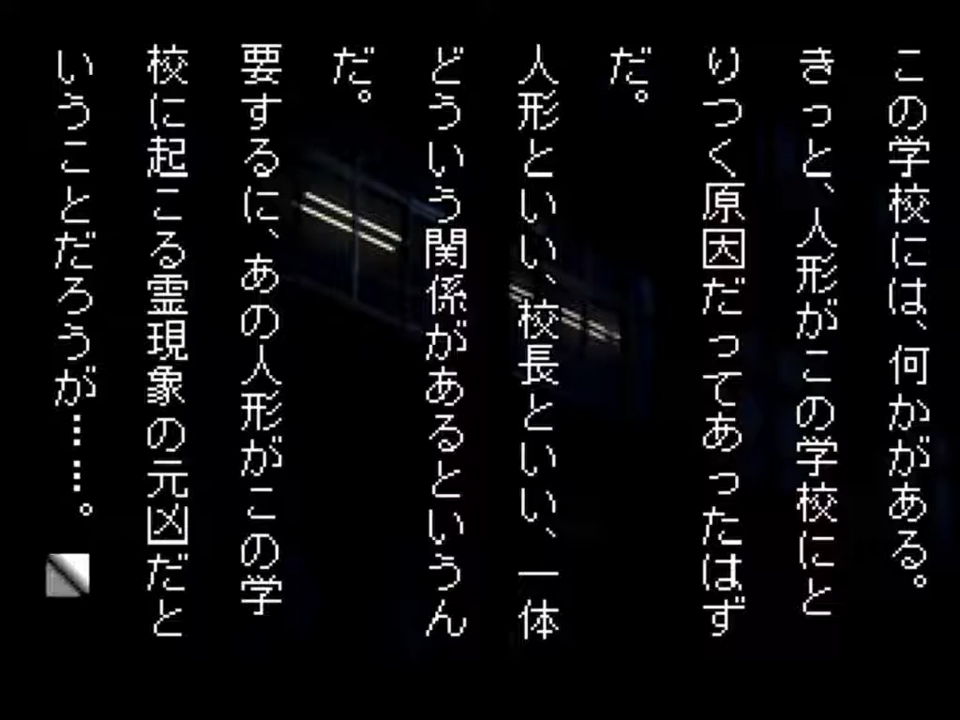 この学校には、何かがある。
きっと、人形がこの学校にと
りつく原因だってあったはず
だ。
人形といい、校長といい、一体
どういう関係があるというん
だ。
要するに、あの人形がこの学
校に起こる霊現象の元凶だと
いうことだろうが……。